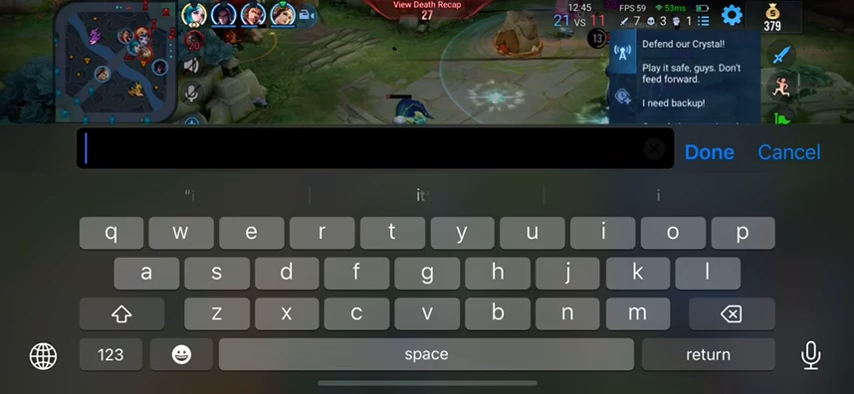 View Death Recap
27
12:45
21 VS 11
FPS 59 53ms
7 3 1
5
379
20
13
Defend our Crystal!
Play it safe, guys. Don't
feed forward.
I need backup!
Done Cancel
"i it i
q w e r t y u i o p
a s d f g h j k l
z x c v b n m
123 space return